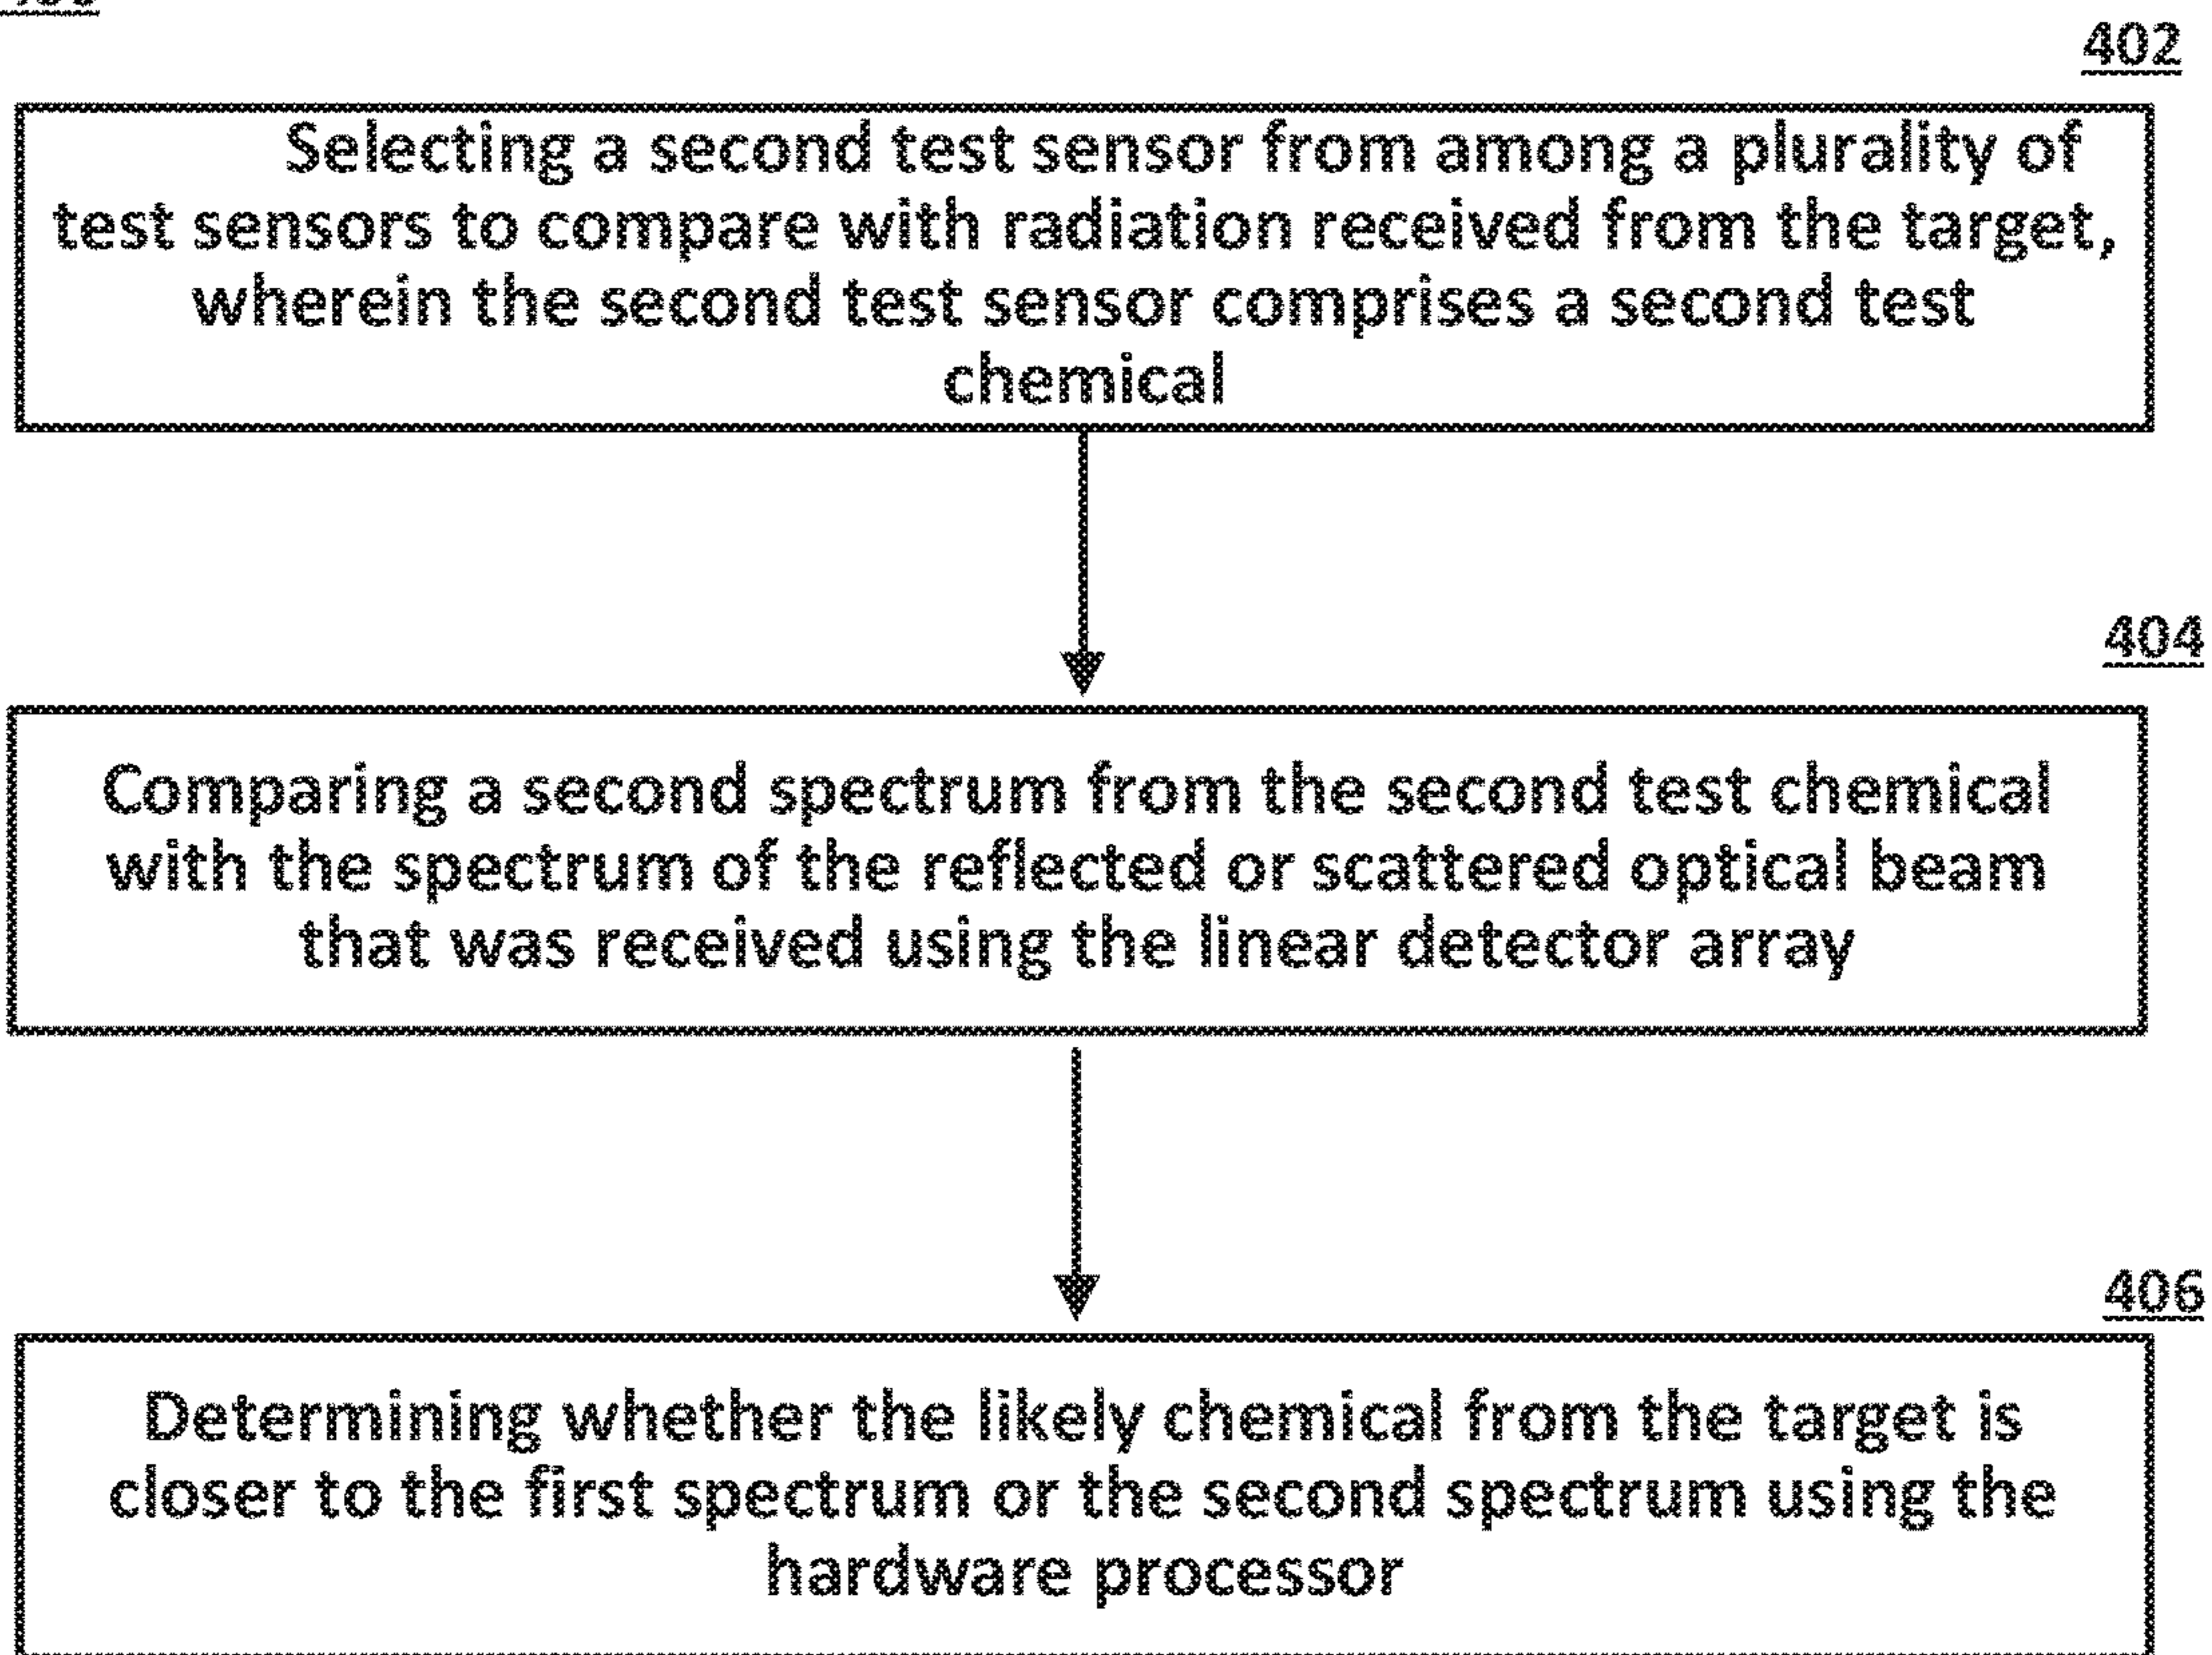 402
Selecting a second test sensor from among a plurality of
test sensors to compare with radiation received from the target,
wherein the second test sensor comprises a second test
chemical
404
Comparing a second spectrum from the second test chemical
with the spectrum of the reflected or scattered optical beam
that was received using the linear detector array
406
Determining whether the likely chemical from the target is
closer to the first spectrum or the second spectrum using the
hardware processor